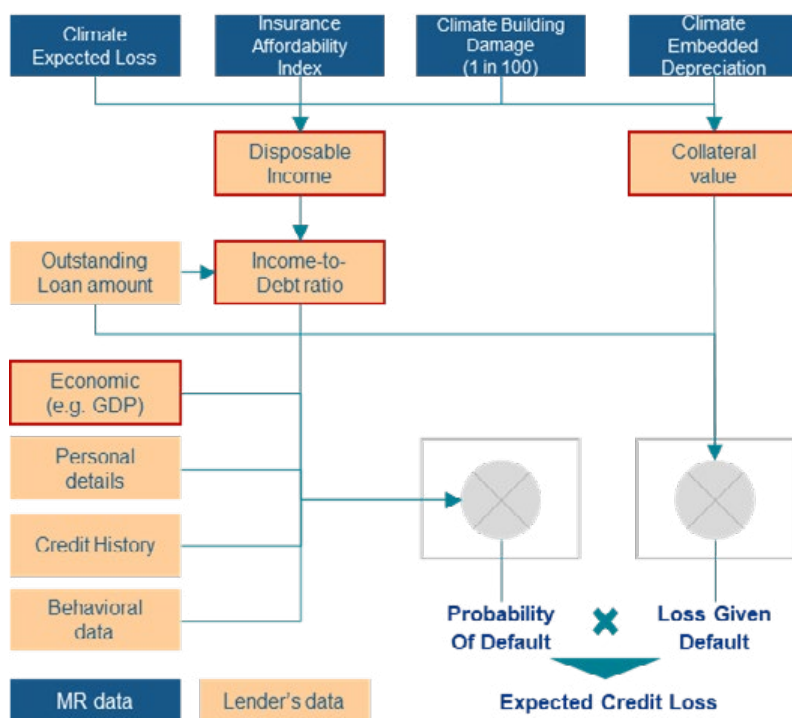 Climate
Expected Loss
Insurance
Affordability
Index
Climate Building
Damage
(1 in 100)
Climate
Embedded
Depreciation
Disposable
Income
Collateral
value
Outstanding
Loan amount
Income-to-
Debt ratio
Economic
(e.g. GDP)
Personal
details
Credit History
Behavioral
data
Probability
Of Default
Loss Given
Default
MR data
Lender's data
Expected Credit Loss